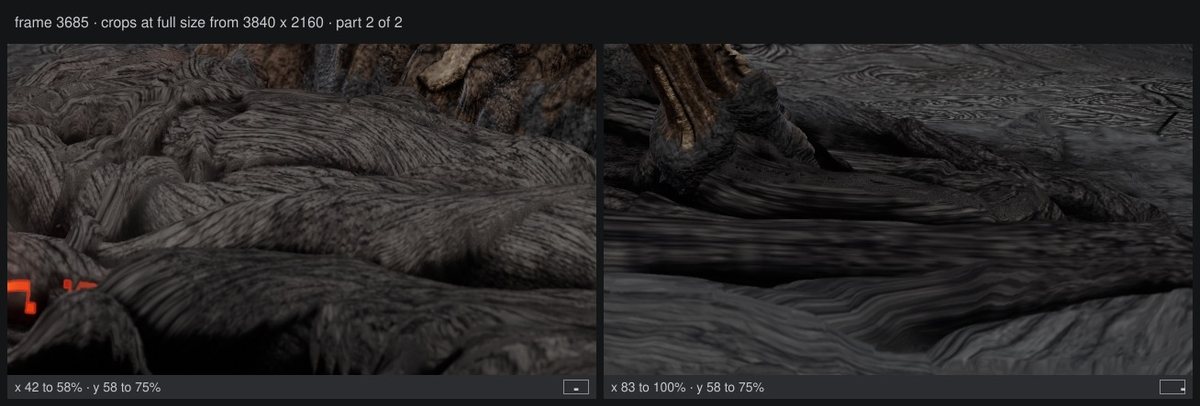 frame 3685 · crops at full size from 3840 x 2160 · part 2 of 2
x 42 to 58% · y 58 to 75%
x 83 to 100% · y 58 to 75%